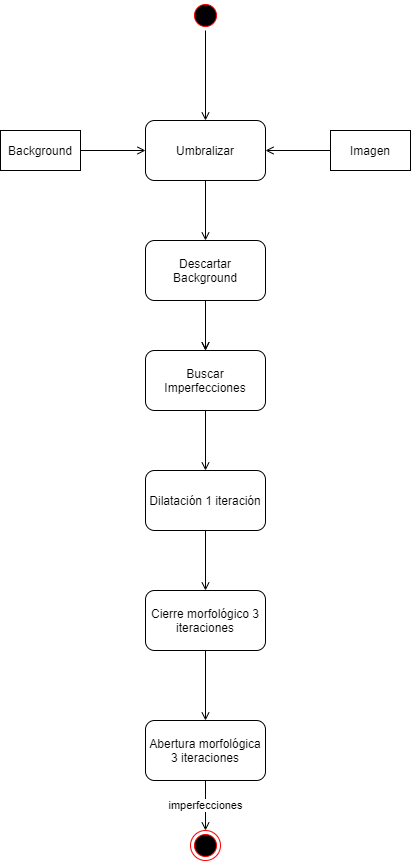 Background
Umbralizar
Imagen
Descartar
Background
Buscar
Imperfecciones
Dilatación 1 iteración
Cierre morfológico 3
iteraciones
Abertura morfológica
3 iteraciones
imperfecciones